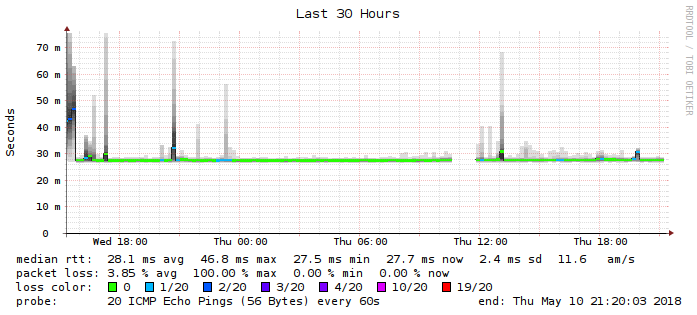 Last 30 Hours
RRDTOOL / TOBI OETIKER
Seconds
70 m
60 m
50 m
40 m
30 m
20 m
10 m
0
Wed 18:00 Thu 00:00 Thu 06:00 Thu 12:00 Thu 18:00
median rtt: 28.1 ms avg 46.8 ms max 27.5 ms min 27.7 ms now 2.4 ms sd 11.6 am/s
packet loss: 3.85 % avg 100.00 % max 0.00 % min 0.00 % now
loss color: 0 1/20 2/20 3/20 4/20 10/20 19/20
probe: 20 ICMP Echo Pings (56 Bytes) every 60s end: Thu May 10 21:20:03 2018